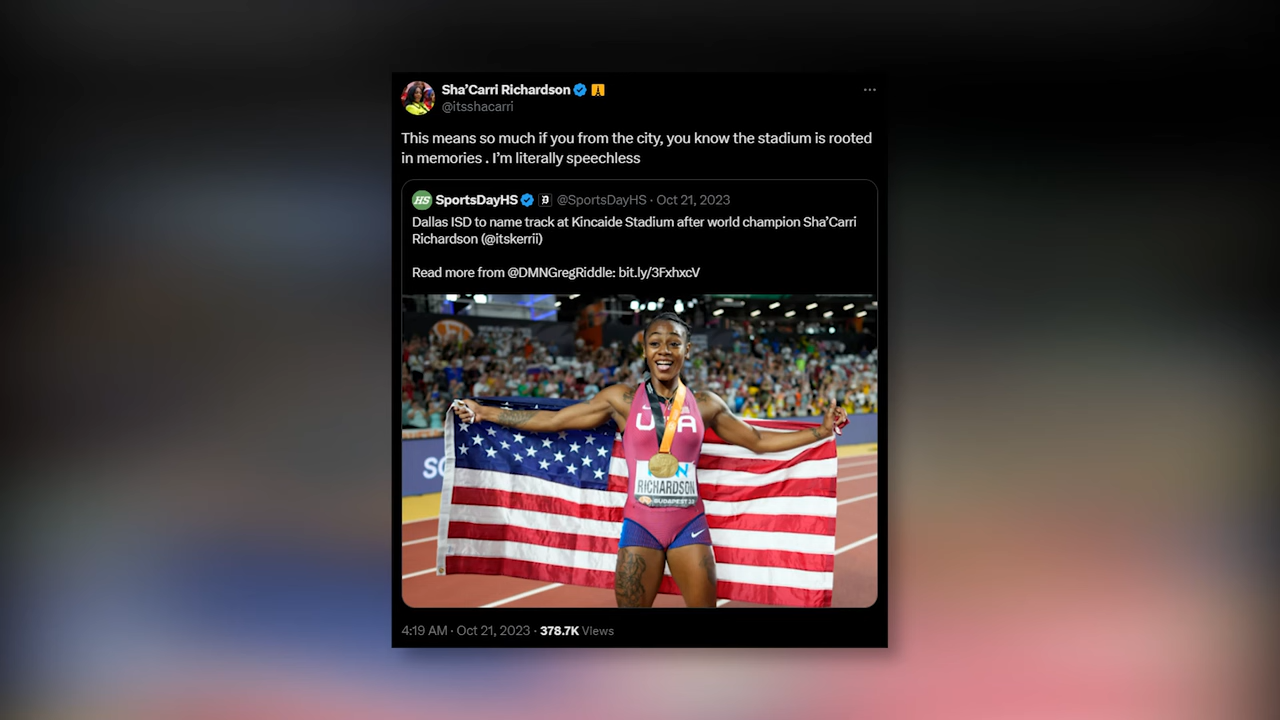 Sha'Carri Richardson
@itsshacarri
This means so much if you from the city, you know the stadium is rooted
in memories . I'm literally speechless
HS SportsDayHS D @SportsDayHS · Oct 21, 2023
Dallas ISD to name track at Kincaide Stadium after world champion Sha'Carri
Richardson (@itskerrii)
Read more from @DMNGregRiddle: bit.ly/3FxhxcV
USA
RICHARDSON
BUDAPEST 23
4:19 AM · Oct 21, 2023 · 378.7K Views